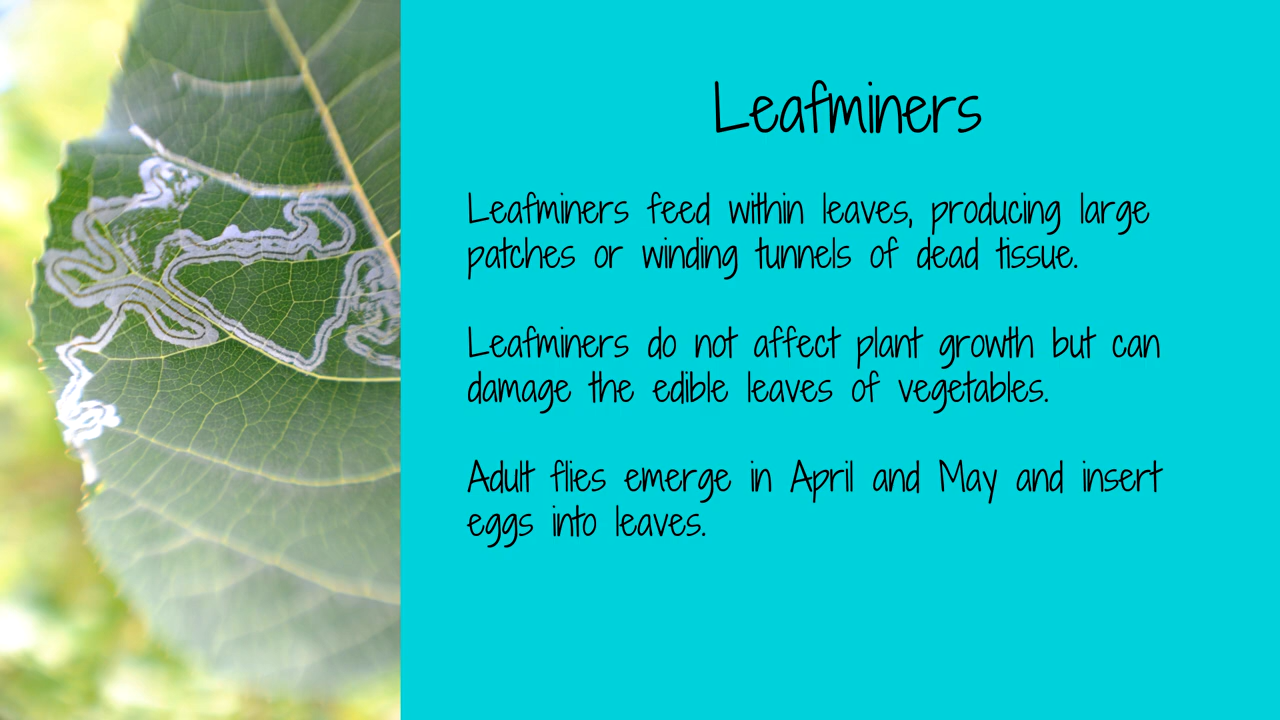 Leafminers
Leafminers feed within leaves, producing large
patches or winding tunnels of dead tissue.
Leafminers do not affect plant growth but can
damage the edible leaves of vegetables.
Adult flies emerge in April and May and insert
eggs into leaves.